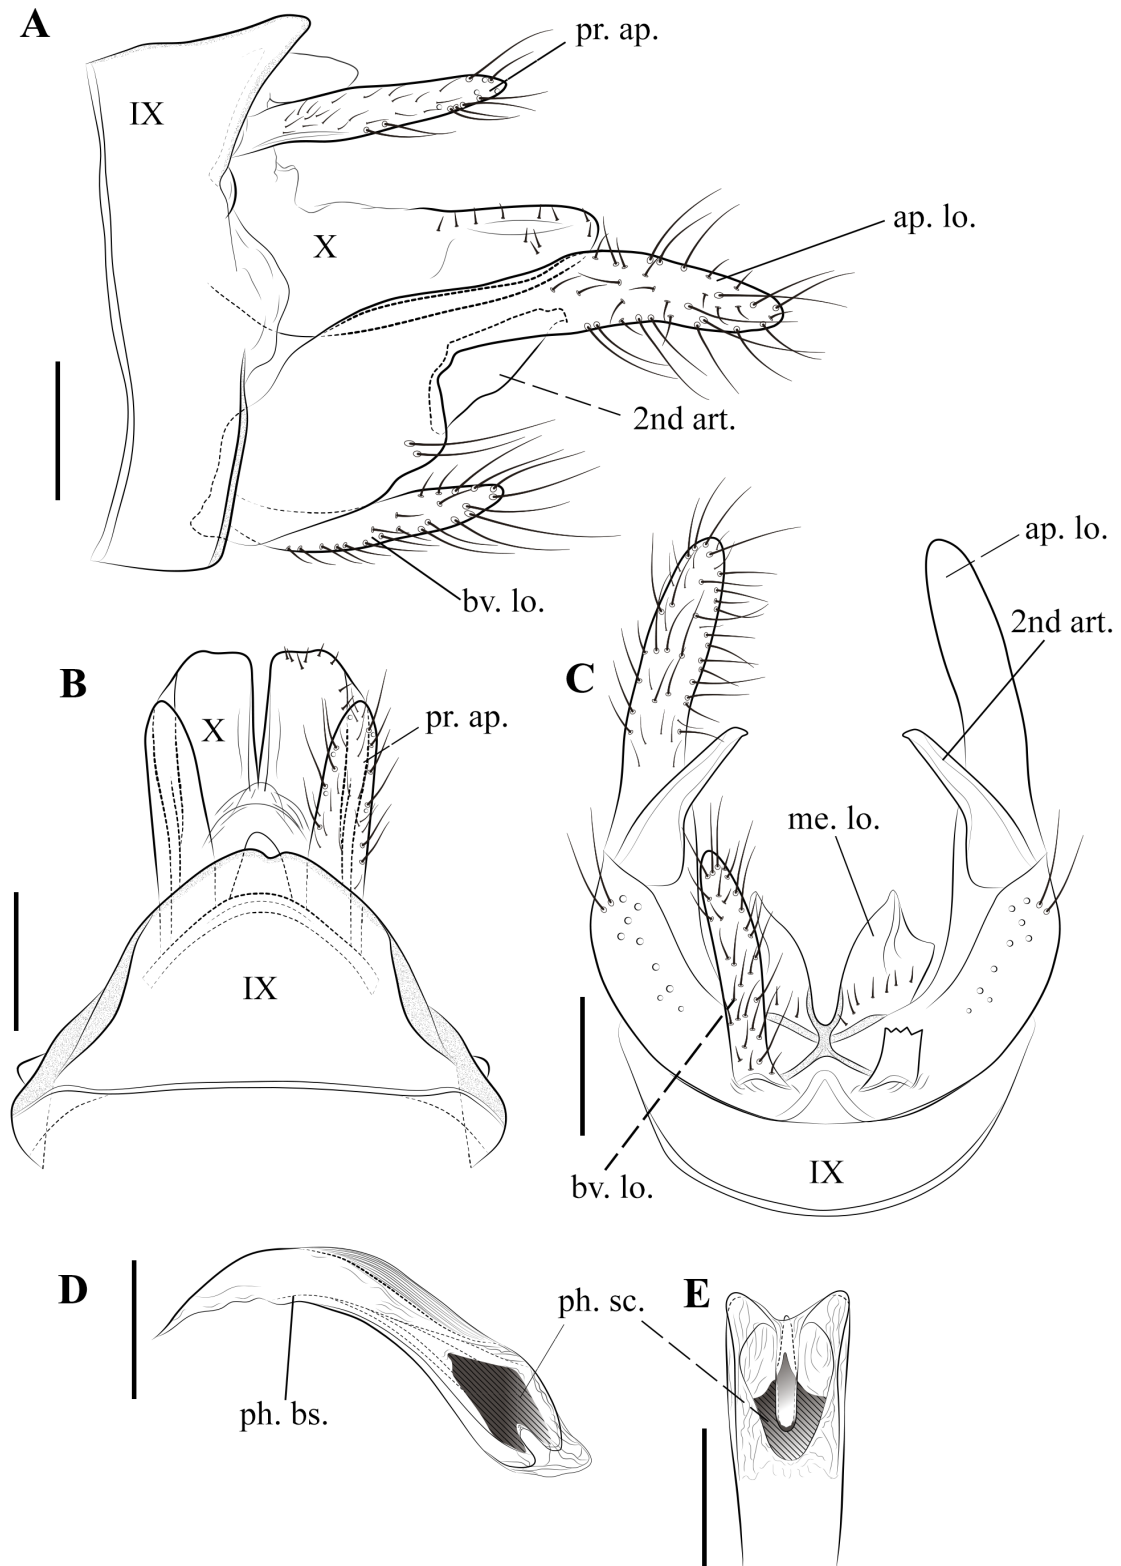 A
pr. ap.
IX
X
ap. lo.
2nd art.
bv. lo.
B
X
pr. ap.
IX
C
ap. lo.
2nd art.
me. lo.
bv. lo.
IX
D
ph. sc.
ph. bs.
E